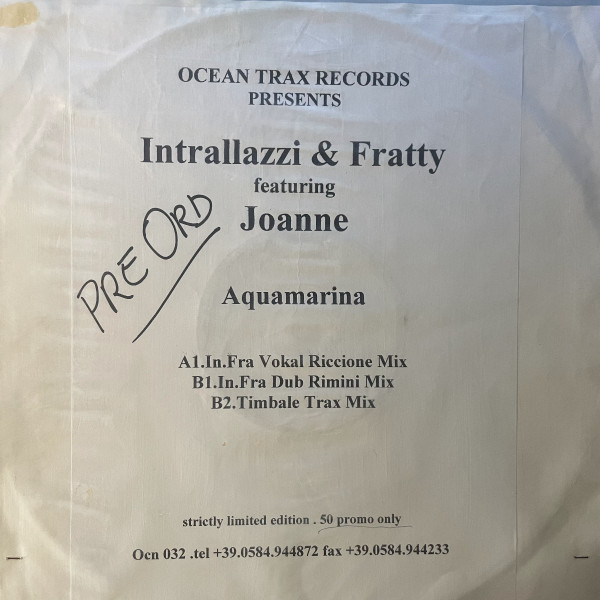 OCEAN TRAX RECORDS
PRESENTS
Intrallazzi & Fratty
featuring
Joanne
PRE ORD
Aquamarina
A1.In.Fra Vokal Riccione Mix
B1.In.Fra Dub Rimini Mix
B2.Timbale Trax Mix
strictly limited edition . 50 promo only
Ocn 032 .tel +39.0584.944872 fax +39.0584.944233